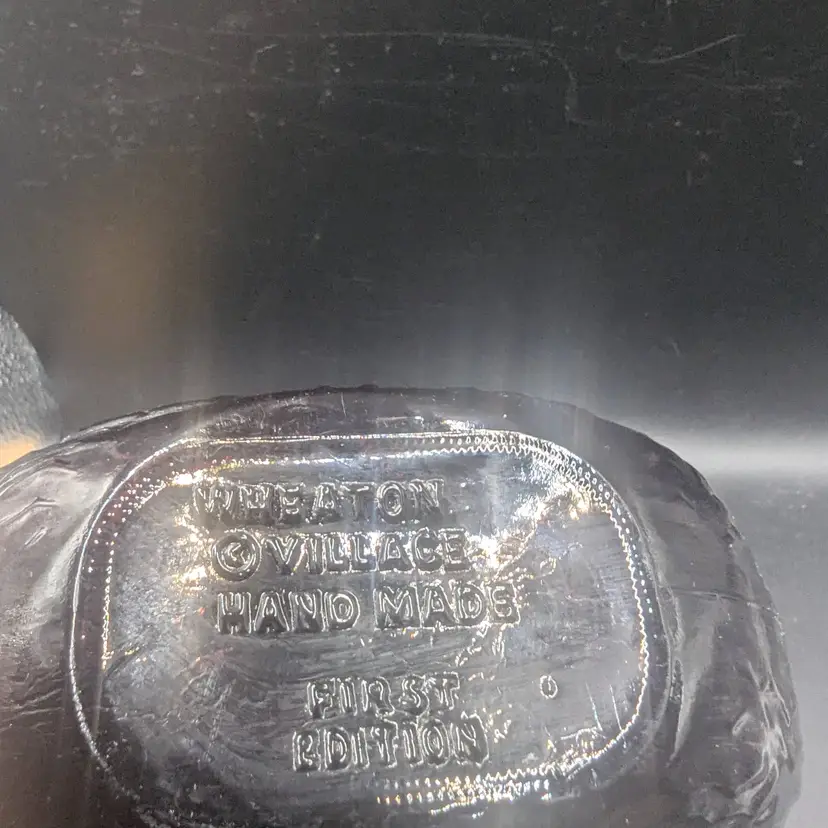 WHEATON
© VILLAGE
HAND MADE
FIRST
EDITION